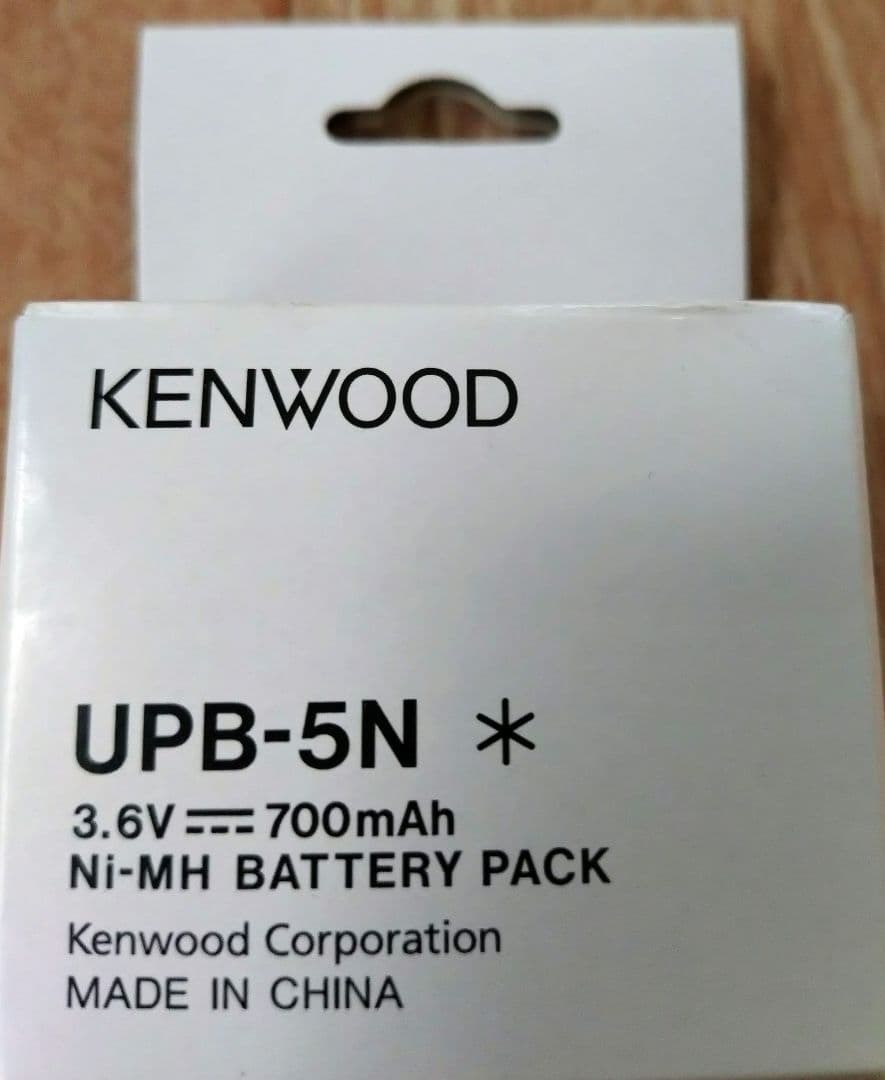 KENWOOD
UPB-5N *
3.6V⎓700mAh
Ni-MH BATTERY PACK
Kenwood Corporation
MADE IN CHINA